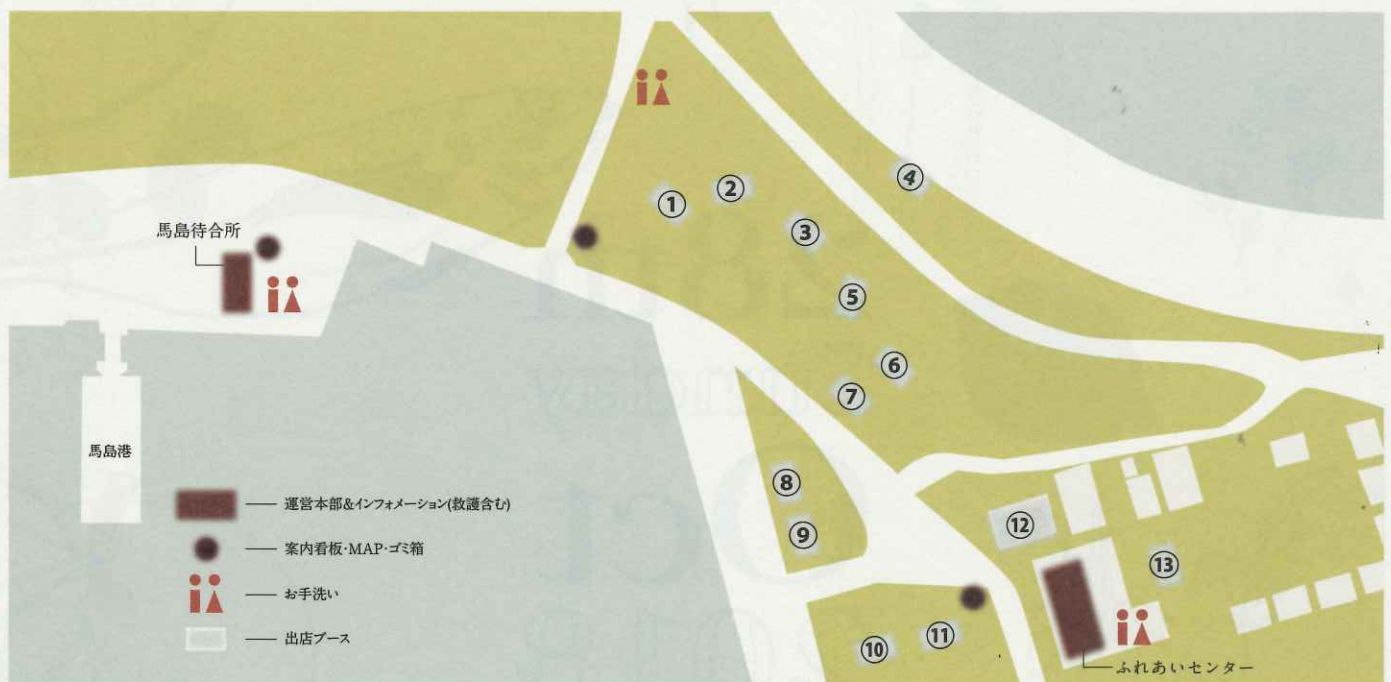 ①
②
③
④
⑤
⑥
⑦
⑧
⑨
⑩
⑪
⑫
⑬
馬島待合所
馬島港
運営本部&インフォメーション(救護含む)
案内看板・MAP・ゴミ箱
お手洗い
出店ブース
ふれあいセンター